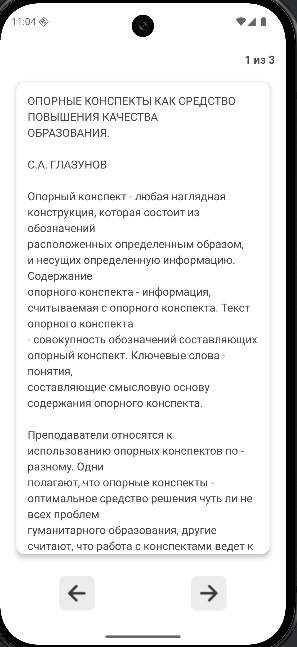 11:04
1 из 3
ОПОРНЫЕ КОНСПЕКТЫ КАК СРЕДСТВО
ПОВЫШЕНИЯ КАЧЕСТВА
ОБРАЗОВАНИЯ.
С.А. ГЛАЗУНОВ
Опорный конспект - любая наглядная
конструкция, которая состоит из
обозначений
расположенных определенным образом,
и несущих определенную информацию.
Содержание
опорного конспекта - информация,
считываемая с опорного конспекта. Текст
опорного конспекта
- совокупность обозначений составляющих
опорный конспект. Ключевые слова -
понятия,
составляющие смысловую основу
содержания опорного конспекта.
Преподаватели относятся к
использованию опорных конспектов по -
разному. Одни
полагают, что опорные конспекты -
оптимальное средство решения чуть ли не
всех проблем
гуманитарного образования, другие
считают, что работа с конспектами ведет к